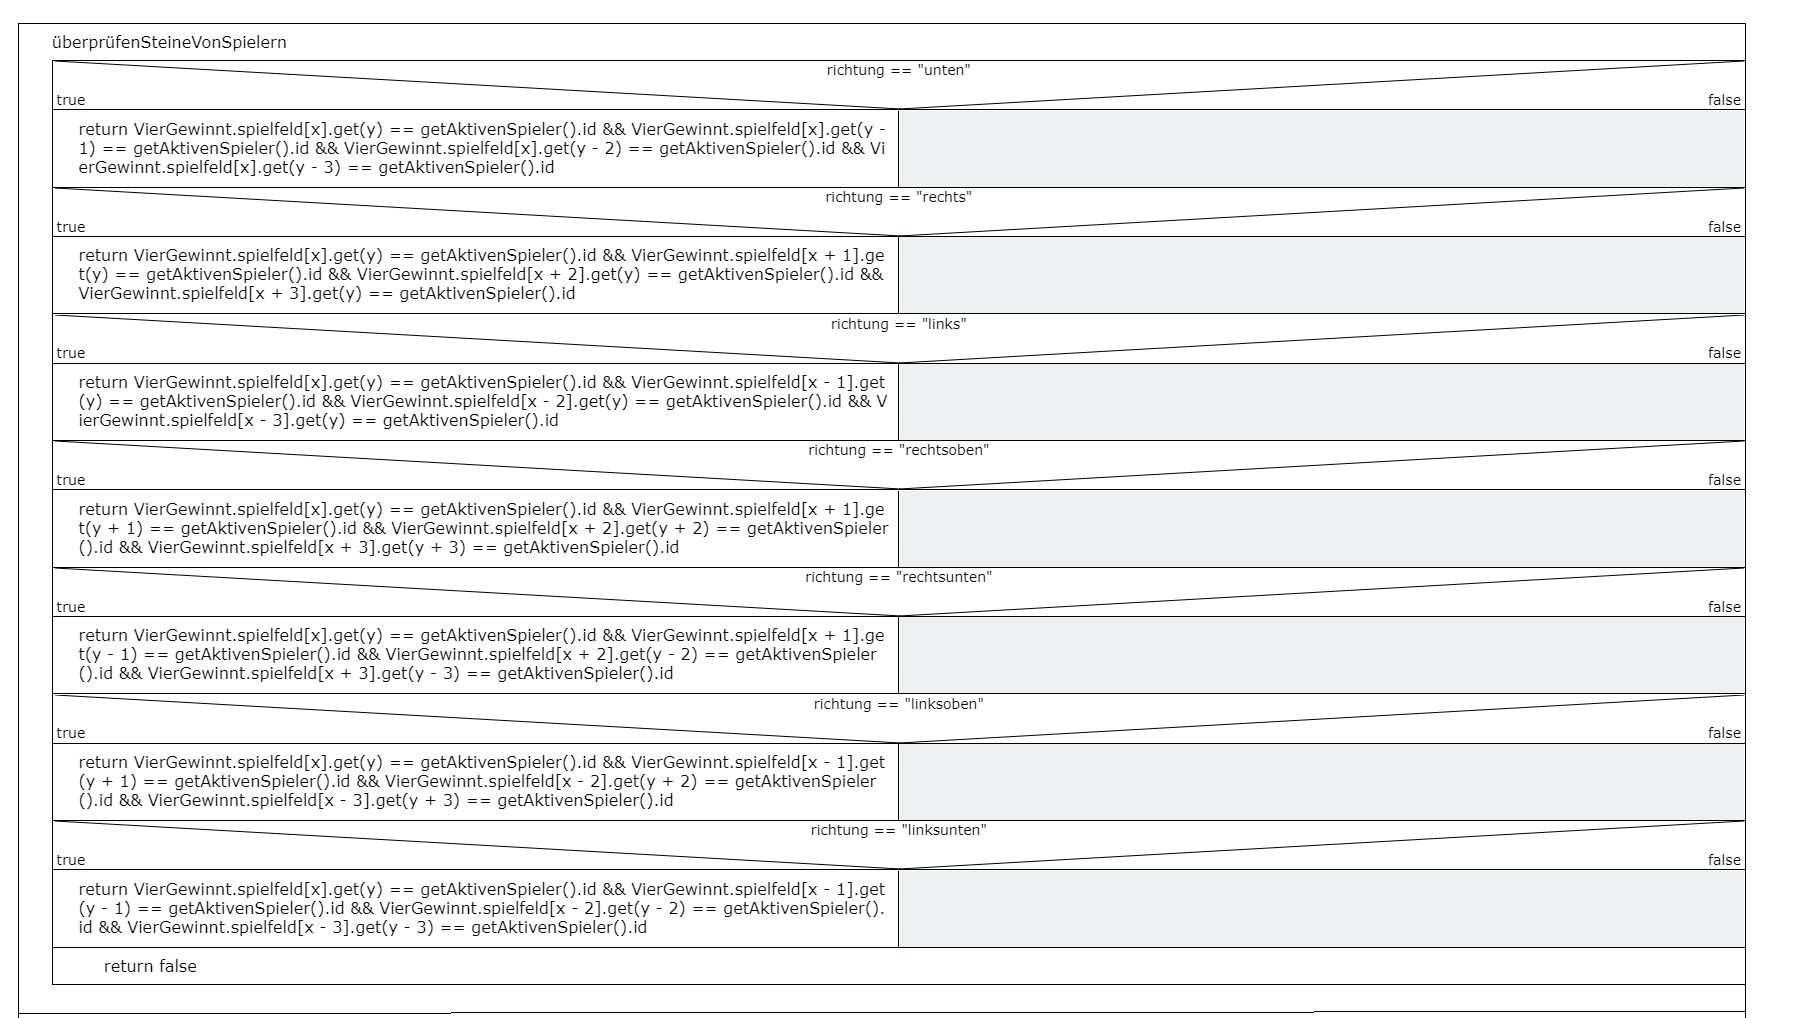 überprüfenSteineVonSpielern
richtung == "unten"
true
false
return VierGewinnt.spielfeld[x].get(y) == getAktivenSpieler().id && VierGewinnt.spielfeld[x].get(y -
1) == getAktivenSpieler().id && VierGewinnt.spielfeld[x].get(y - 2) == getAktivenSpieler().id && Vi
erGewinnt.spielfeld[x].get(y - 3) == getAktivenSpieler().id
richtung == "rechts"
true
false
return VierGewinnt.spielfeld[x].get(y) == getAktivenSpieler().id && VierGewinnt.spielfeld[x + 1].ge
t(y) == getAktivenSpieler().id && VierGewinnt.spielfeld[x + 2].get(y) == getAktivenSpieler().id &&
VierGewinnt.spielfeld[x + 3].get(y) == getAktivenSpieler().id
richtung == "links"
true
false
return VierGewinnt.spielfeld[x].get(y) == getAktivenSpieler().id && VierGewinnt.spielfeld[x - 1].get
(y) == getAktivenSpieler().id && VierGewinnt.spielfeld[x - 2].get(y) == getAktivenSpieler().id && V
ierGewinnt.spielfeld[x - 3].get(y) == getAktivenSpieler().id
richtung == "rechtsoben"
true
false
return VierGewinnt.spielfeld[x].get(y) == getAktivenSpieler().id && VierGewinnt.spielfeld[x + 1].ge
t(y + 1) == getAktivenSpieler().id && VierGewinnt.spielfeld[x + 2].get(y + 2) == getAktivenSpieler
().id && VierGewinnt.spielfeld[x + 3].get(y + 3) == getAktivenSpieler().id
richtung == "rechtsunten"
true
false
return VierGewinnt.spielfeld[x].get(y) == getAktivenSpieler().id && VierGewinnt.spielfeld[x + 1].ge
t(y - 1) == getAktivenSpieler().id && VierGewinnt.spielfeld[x + 2].get(y - 2) == getAktivenSpieler
().id && VierGewinnt.spielfeld[x + 3].get(y - 3) == getAktivenSpieler().id
richtung == "linksoben"
true
false
return VierGewinnt.spielfeld[x].get(y) == getAktivenSpieler().id && VierGewinnt.spielfeld[x - 1].get
(y + 1) == getAktivenSpieler().id && VierGewinnt.spielfeld[x - 2].get(y + 2) == getAktivenSpieler
().id && VierGewinnt.spielfeld[x - 3].get(y + 3) == getAktivenSpieler().id
richtung == "linksunten"
true
false
return VierGewinnt.spielfeld[x].get(y) == getAktivenSpieler().id && VierGewinnt.spielfeld[x - 1].get
(y - 1) == getAktivenSpieler().id && VierGewinnt.spielfeld[x - 2].get(y - 2) == getAktivenSpieler().
id && VierGewinnt.spielfeld[x - 3].get(y - 3) == getAktivenSpieler().id
return false